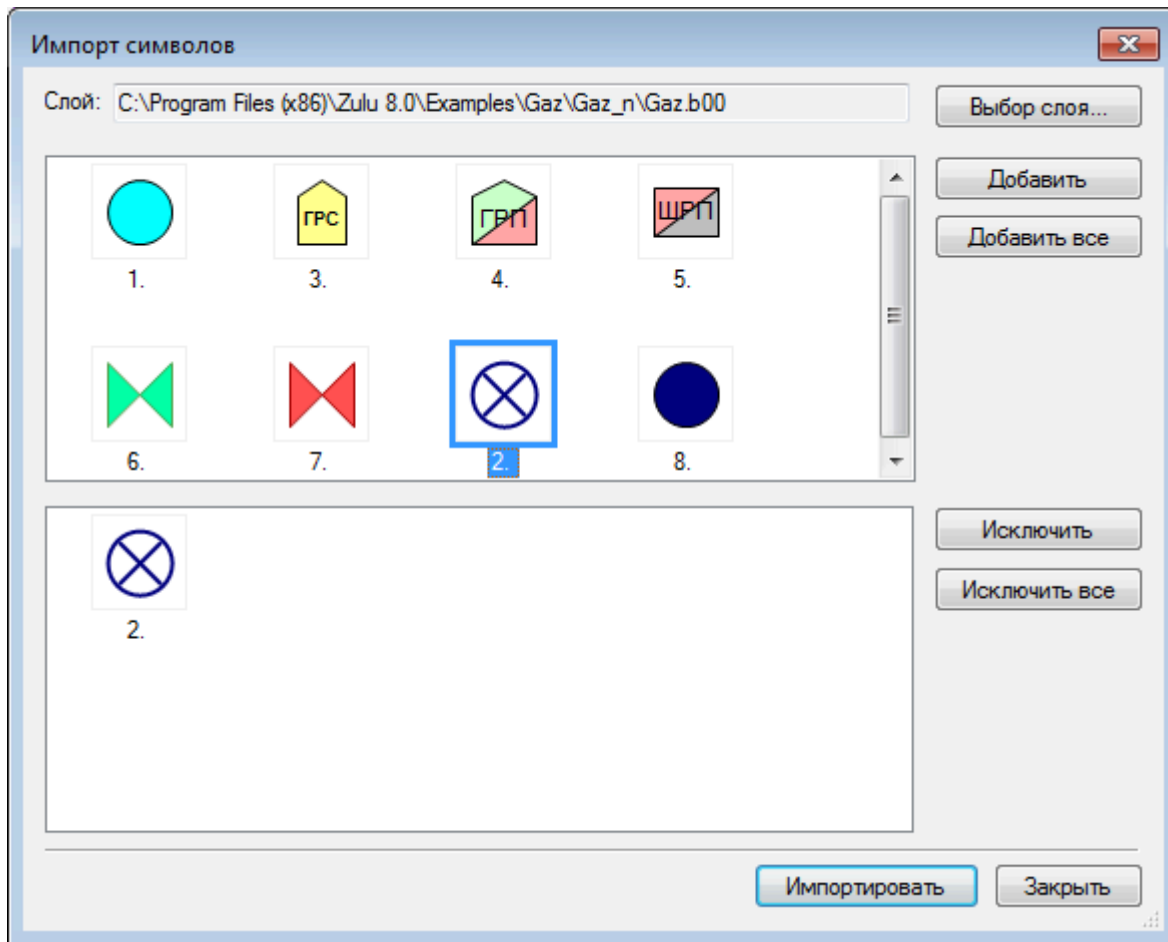 Импорт символов
Слой: C:\Program Files (x86)\Zulu 8.0\Examples\Gaz\Gaz_n\Gaz.b00
Выбор слоя...
Добавить
Добавить все
ГРС ГРП ШРП
1. 3. 4. 5.
6. 7. 2. 8.
Исключить
Исключить все
2.
Импортировать Закрыть